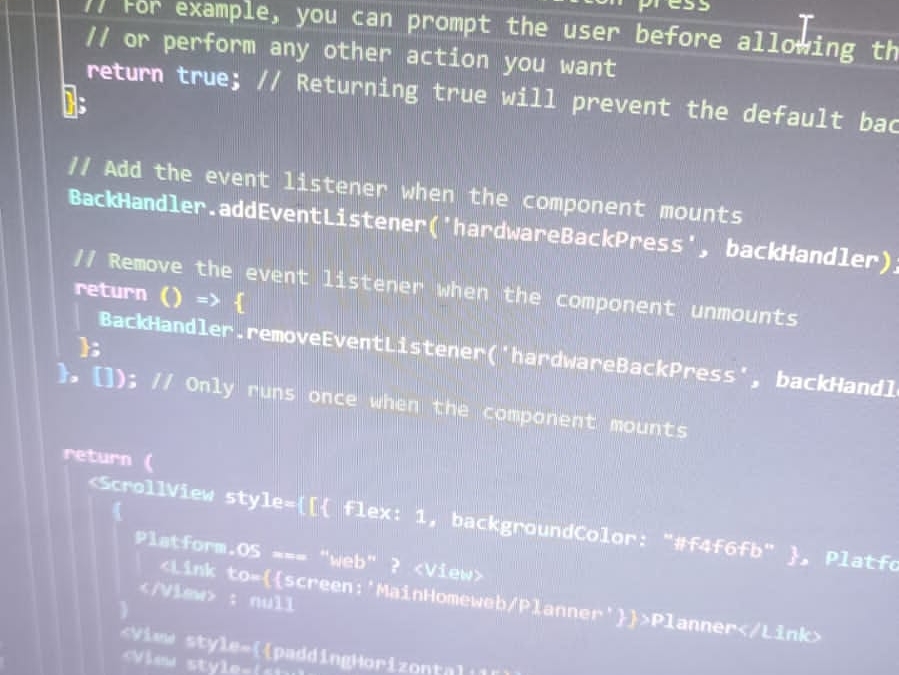 press
// For example, you can prompt the user before allowing th
// or perform any other action you want
return true; // Returning true will prevent the default bac
};
// Add the event listener when the component mounts
BackHandler.addEventListener('hardwareBackPress', backHandler);
// Remove the event listener when the component unmounts
return () => {
BackHandler.removeEventListener('hardwareBackPress', backHandle
};
}, []); // Only runs once when the component mounts
return (
<ScrollView style={[{ flex: 1, backgroundColor: "#f4f6fb" }, Platfo
{
Platform.OS === "web" ? <View>
<Link to={{screen:'MainHomeweb/Planner'}}>Planner</Link>
</View> : null
}
<View style={{paddingHorizontal:
<View style=